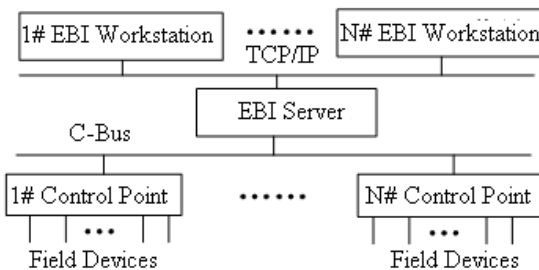 1# EBI Workstation
••••••
N# EBI Workstation
TCP/IP
EBI Server
C-Bus
1# Control Point
••••••
N# Control Point
•••
•••
Field Devices
Field Devices